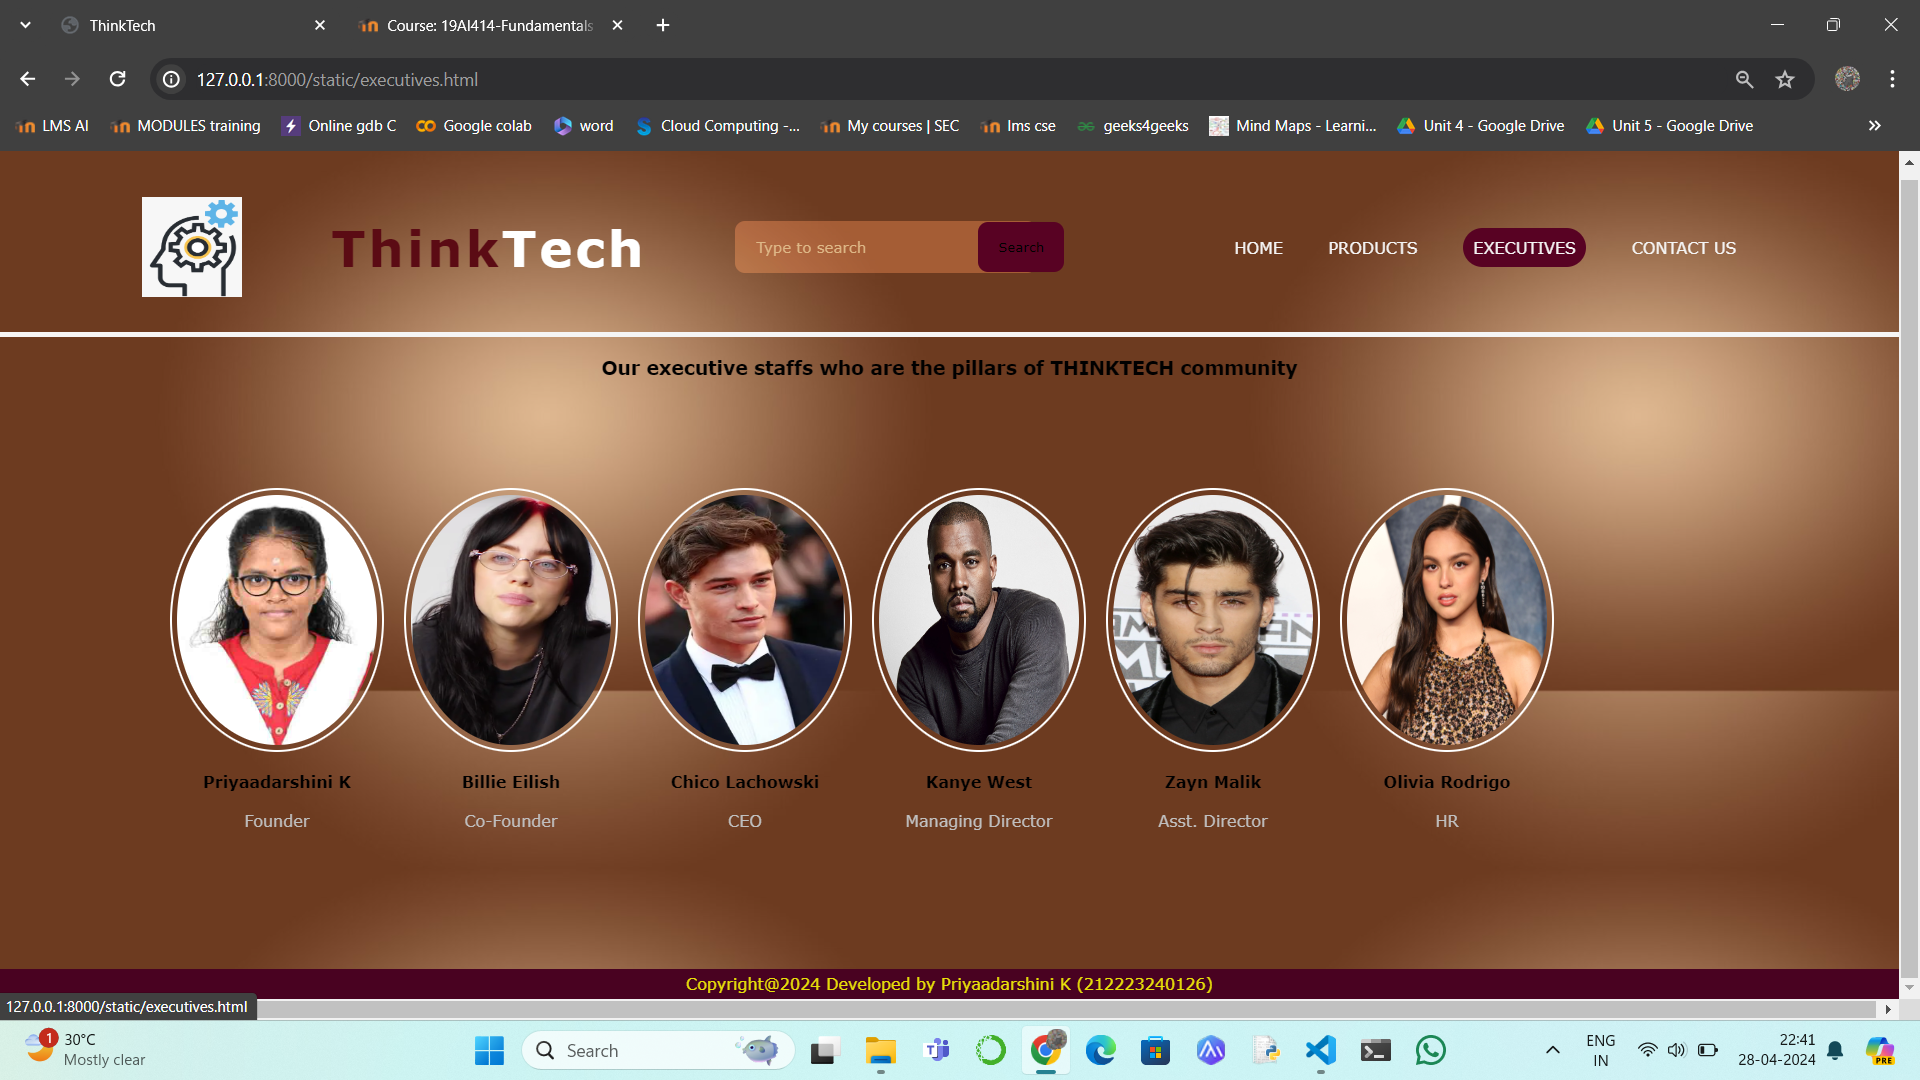 ThinkTech
Course: 19AI414-Fundamentals
127.0.0.1:8000/static/executives.html
LMS AI
MODULES training
Online gdb C
Google colab
word
Cloud Computing -...
My courses | SEC
lms cse
geeks4geeks
Mind Maps - Learni...
Unit 4 - Google Drive
Unit 5 - Google Drive
ThinkTech
Type to search
Search
HOME
PRODUCTS
EXECUTIVES
CONTACT US
Our executive staffs who are the pillars of THINKTECH community
Priyaadarshini K
Billie Eilish
Chico Lachowski
Kanye West
Zayn Malik
Olivia Rodrigo
Founder
Co-Founder
CEO
Managing Director
Asst. Director
HR
Copyright@2024 Developed by Priyaadarshini K (212223240126)
127.0.0.1:8000/static/executives.html
1
30°C
Mostly clear
Search
PRE
ENG
IN
22:41
28-04-2024